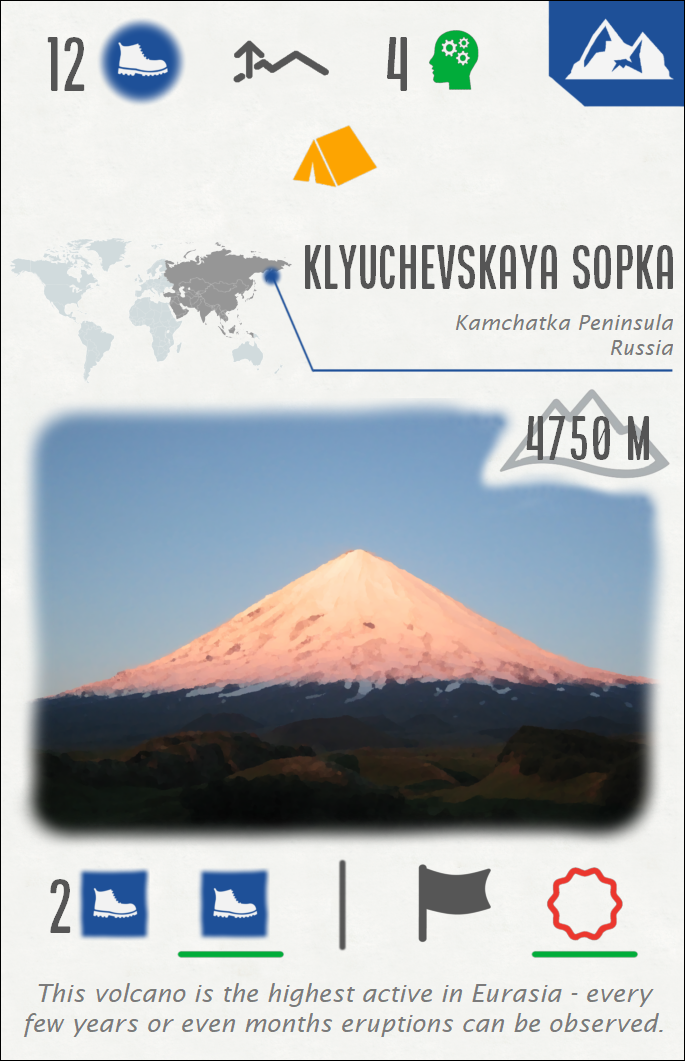 12
4
KLYUCHEVSKAYA SOPKA
Kamchatka Peninsula
Russia
4750 M
2
This volcano is the highest active in Eurasia - every
few years or even months eruptions can be observed.